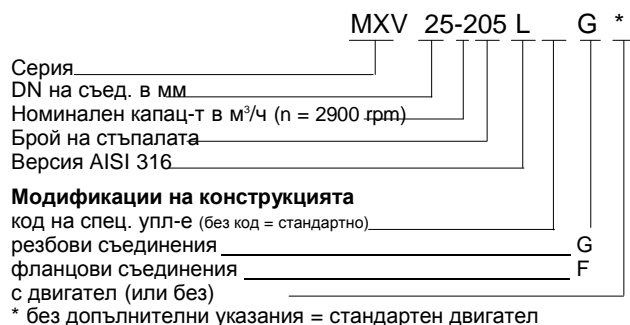 MXV 25-205 L G *
Серия
DN на съед. в мм
Номинален капац-т в м³/ч (n = 2900 rpm)
Брой на стъпалата
Версия AISI 316
Модификации на конструкцията
код на спец. упл-е (без код = стандартно)
резбови съединения G
фланцови съединения F
с двигател (или без)
* без допълнителни указания = стандартен двигател